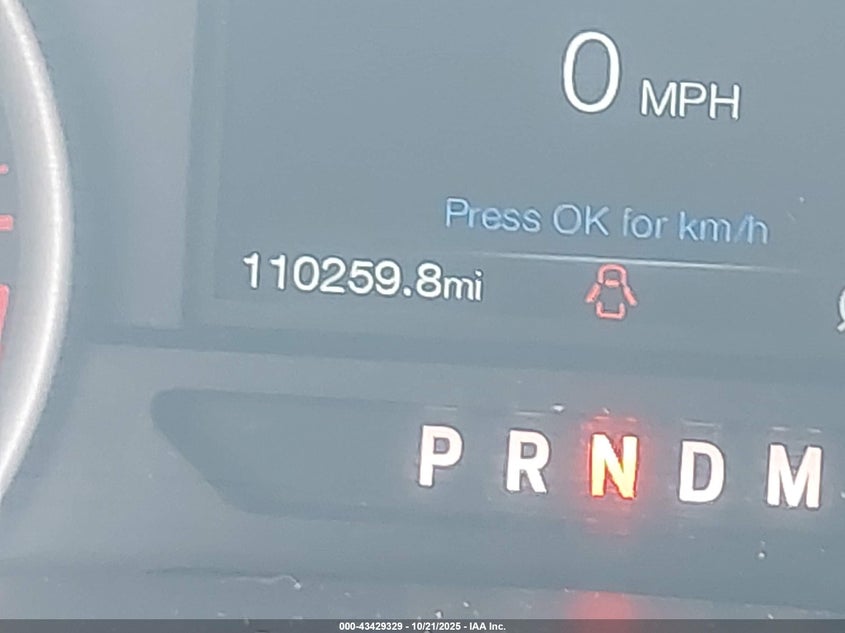 0 MPH
Press OK for km/h
110259.8mi
P R N D M
000-43429329 - 10/21/2025 - IAA Inc.